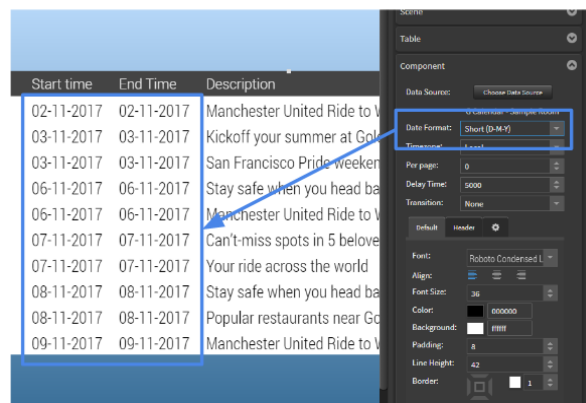 Scene
Table
Component
Data Source: Choose Data Source
G Calendar - Sample Room
Date Format: Short (D-M-Y)
Timezone: Local
Per page: 0
Delay Time: 5000
Transition: None
Default Header
Font: Roboto Condensed L
Align:
Font Size: 36
Color: 000000
Background: ffffff
Padding: 8
Line Height: 42
Border: 1
Start time End Time Description
02-11-2017 02-11-2017 Manchester United Ride to
03-11-2017 03-11-2017 Kickoff your summer at
03-11-2017 03-11-2017 San Francisco Pride
06-11-2017 06-11-2017 Stay safe when you head
06-11-2017 06-11-2017 Manchester United Ride to
07-11-2017 07-11-2017 Can't-miss spots in 5
07-11-2017 07-11-2017 Your ride across the world
08-11-2017 08-11-2017 Stay safe when you head
08-11-2017 08-11-2017 Popular restaurants near
09-11-2017 09-11-2017 Manchester United Ride to